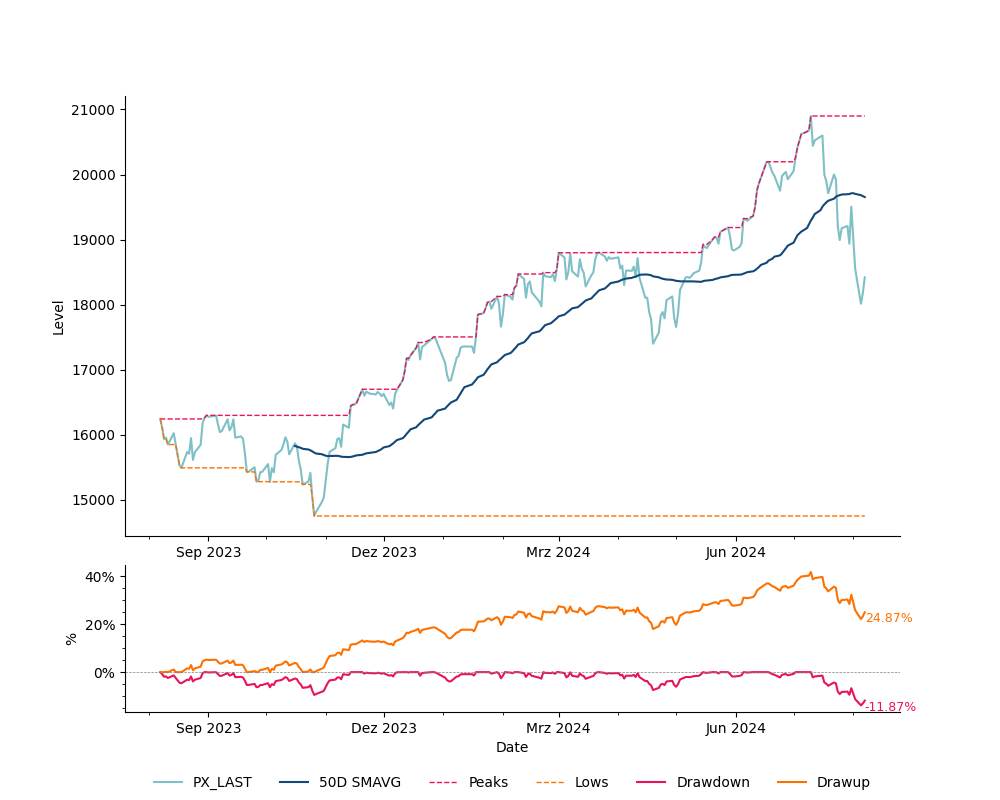 21000
20000
19000
18000
17000
16000
15000
Level
Sep 2023 Dez 2023 Mrz 2024 Jun 2024
40%
20%
0%
%
24.87%
-11.87%
Sep 2023 Dez 2023 Mrz 2024 Jun 2024
Date
PX_LAST 50D SMAVG Peaks Lows Drawdown Drawup